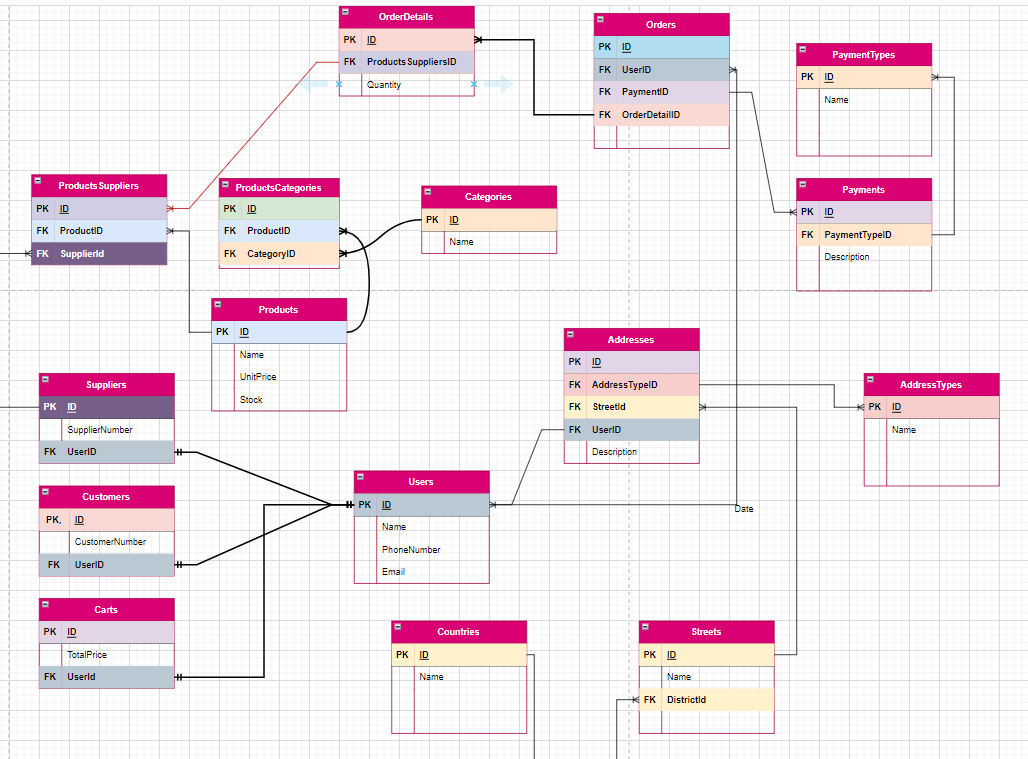 OrderDetails
PK ID
FK ProductsSuppliersID
Quantity
Orders
PK ID
FK UserID
FK PaymentID
FK OrderDetailID
PaymentTypes
PK ID
Name
ProductsSuppliers
PK ID
FK ProductID
FK SupplierId
ProductsCategories
PK ID
FK ProductID
FK CategoryID
Categories
PK ID
Name
Payments
PK ID
FK PaymentTypeID
Description
Products
PK ID
Name
UnitPrice
Stock
Addresses
PK ID
FK AddressTypeID
FK StreetId
FK UserID
Description
AddressTypes
PK ID
Name
Suppliers
PK ID
SupplierNumber
FK UserID
Users
PK ID
Name
PhoneNumber
Email
Date
Customers
PK, ID
CustomerNumber
FK UserID
Carts
PK ID
TotalPrice
FK UserId
Countries
PK ID
Name
Streets
PK ID
Name
FK DistrictId